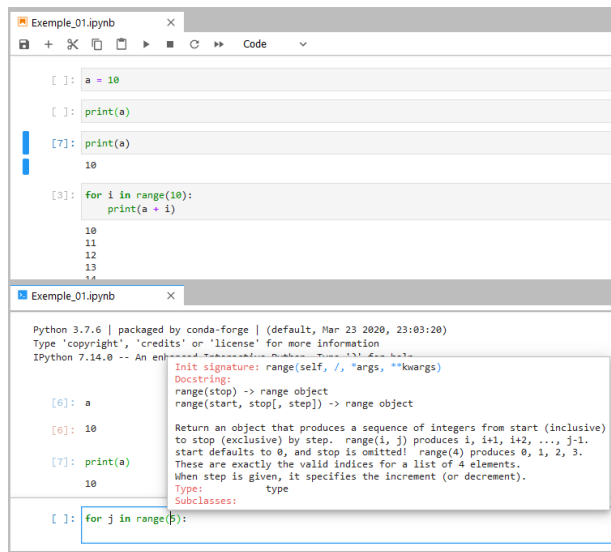 Exemple_01.ipynb
Code
[ ]: a = 10
[ ]: print(a)
[7]: print(a)
10
[3]: for i in range(10):
print(a + i)
10
11
12
13
14
Exemple_01.ipynb
Python 3.7.6 | packaged by conda-forge | (default, Mar 23 2020, 23:03:20)
Type 'copyright', 'credits' or 'license' for more information
IPython 7.14.0 -- An enhanced Interactive Python. Type '?' for help.
Init signature: range(self, /, *args, **kwargs)
Docstring:
range(stop) -> range object
range(start, stop[, step]) -> range object
Return an object that produces a sequence of integers from start (inclusive)
to stop (exclusive) by step.  range(i, j) produces i, i+1, i+2, ..., j-1.
start defaults to 0, and stop is omitted!  range(4) produces 0, 1, 2, 3.
These are exactly the valid indices for a list of 4 elements.
When step is given, it specifies the increment (or decrement).
Type: type
Subclasses:
[6]: a
[6]: 10
[7]: print(a)
10
[ ]: for j in range(5):